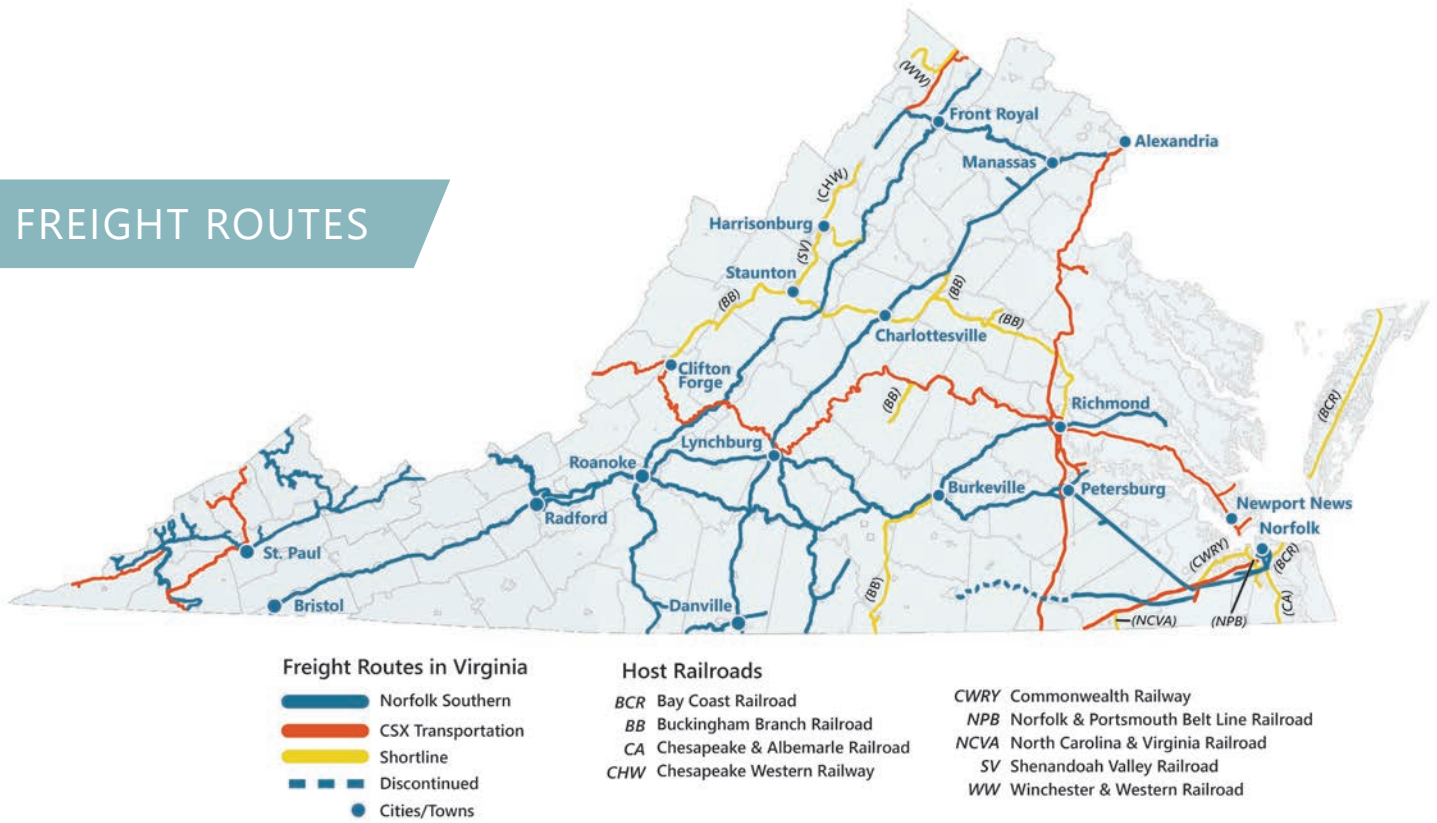 FREIGHT ROUTES
(WW)
Front Royal
Alexandria
Manassas
(CHW)
Harrisonburg
(SV)
Staunton
(BB)
(BB)
(BB)
Charlottesville
Clifton
Forge
(BB)
Richmond
(BCR)
Lynchburg
Roanoke
Burkeville
Petersburg
Radford
Newport News
Norfolk
St. Paul
(CWRY)
(BCR)
(BB)
Bristol
Danville
(CA)
(NCVA)
(NPB)
Freight Routes in Virginia
Norfolk Southern
CSX Transportation
Shortline
Discontinued
Cities/Towns
Host Railroads
BCR Bay Coast Railroad
BB Buckingham Branch Railroad
CA Chesapeake & Albemarle Railroad
CHW Chesapeake Western Railway
CWRY Commonwealth Railway
NPB Norfolk & Portsmouth Belt Line Railroad
NCVA North Carolina & Virginia Railroad
SV Shenandoah Valley Railroad
WW Winchester & Western Railroad